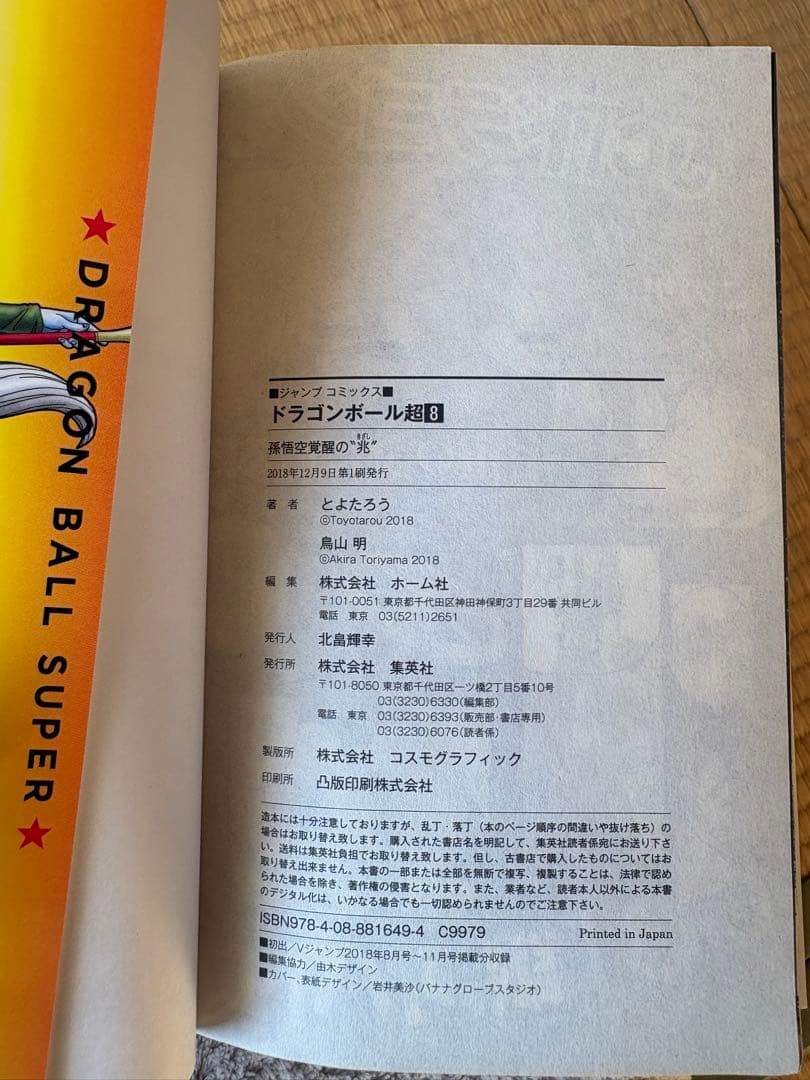 ★DRAGON BALL SUPER★
■ジャンプ コミックス■
ドラゴンボール超8
孫悟空覚醒の〝兆〟
きざし
2018年12月9日第1刷発行
著 者 とよたろう
©Toyotarou 2018
鳥山 明
©Akira Toriyama 2018
編 集 株式会社 ホーム社
〒101-0051 東京都千代田区神田神保町3丁目29番 共同ビル
電話 東京 03(5211)2651
発行人 北畠輝幸
発行所 株式会社 集英社
〒101-8050 東京都千代田区一ツ橋2丁目5番10号
03(3230)6330(編集部)
電話 東京 03(3230)6393(販売部・書店専用)
03(3230)6076(読者係)
製版所 株式会社 コスモグラフィック
印刷所 凸版印刷株式会社
造本には十分注意しておりますが、乱丁・落丁(本のページ順序の間違いや抜け落ち)の
場合はお取り替え致します。購入された書店名を明記して、集英社読者係宛にお送り下さ
い。送料は集英社負担でお取り替え致します。但し、古書店で購入したものについてはお
取り替え出来ません。本書の一部または全部を無断で複写、複製することは、法律で認め
られた場合を除き、著作権の侵害となります。また、業者など、読者本人以外による本書
のデジタル化は、いかなる場合でも一切認められませんのでご注意下さい。
ISBN978-4-08-881649-4 C9979 Printed in Japan
■初出/Vジャンプ2018年8月号〜11月号掲載分収録
■編集協力/由木デザイン
■カバー、表紙デザイン/岩井美沙(バナナグローブスタジオ)